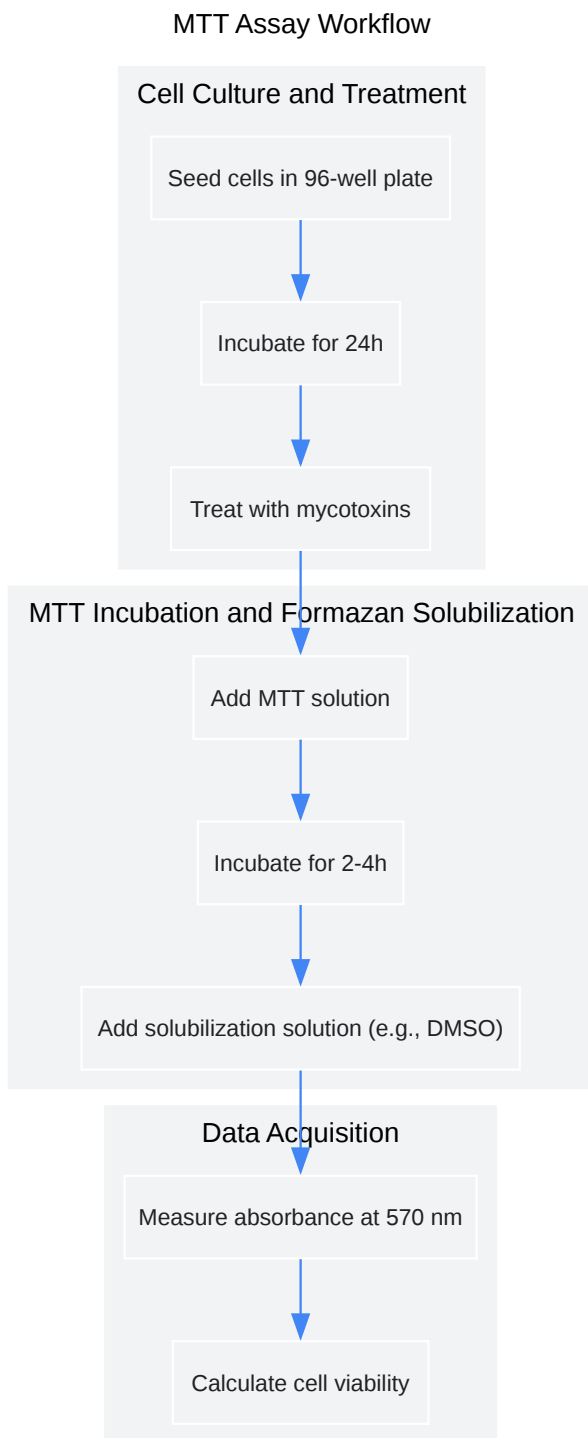 MTT Assay Workflow
Cell Culture and Treatment
Seed cells in 96-well plate
Incubate for 24h
Treat with mycotoxins
MTT Incubation and Formazan Solubilization
Add MTT solution
Incubate for 2-4h
Add solubilization solution (e.g., DMSO)
Data Acquisition
Measure absorbance at 570 nm
Calculate cell viability